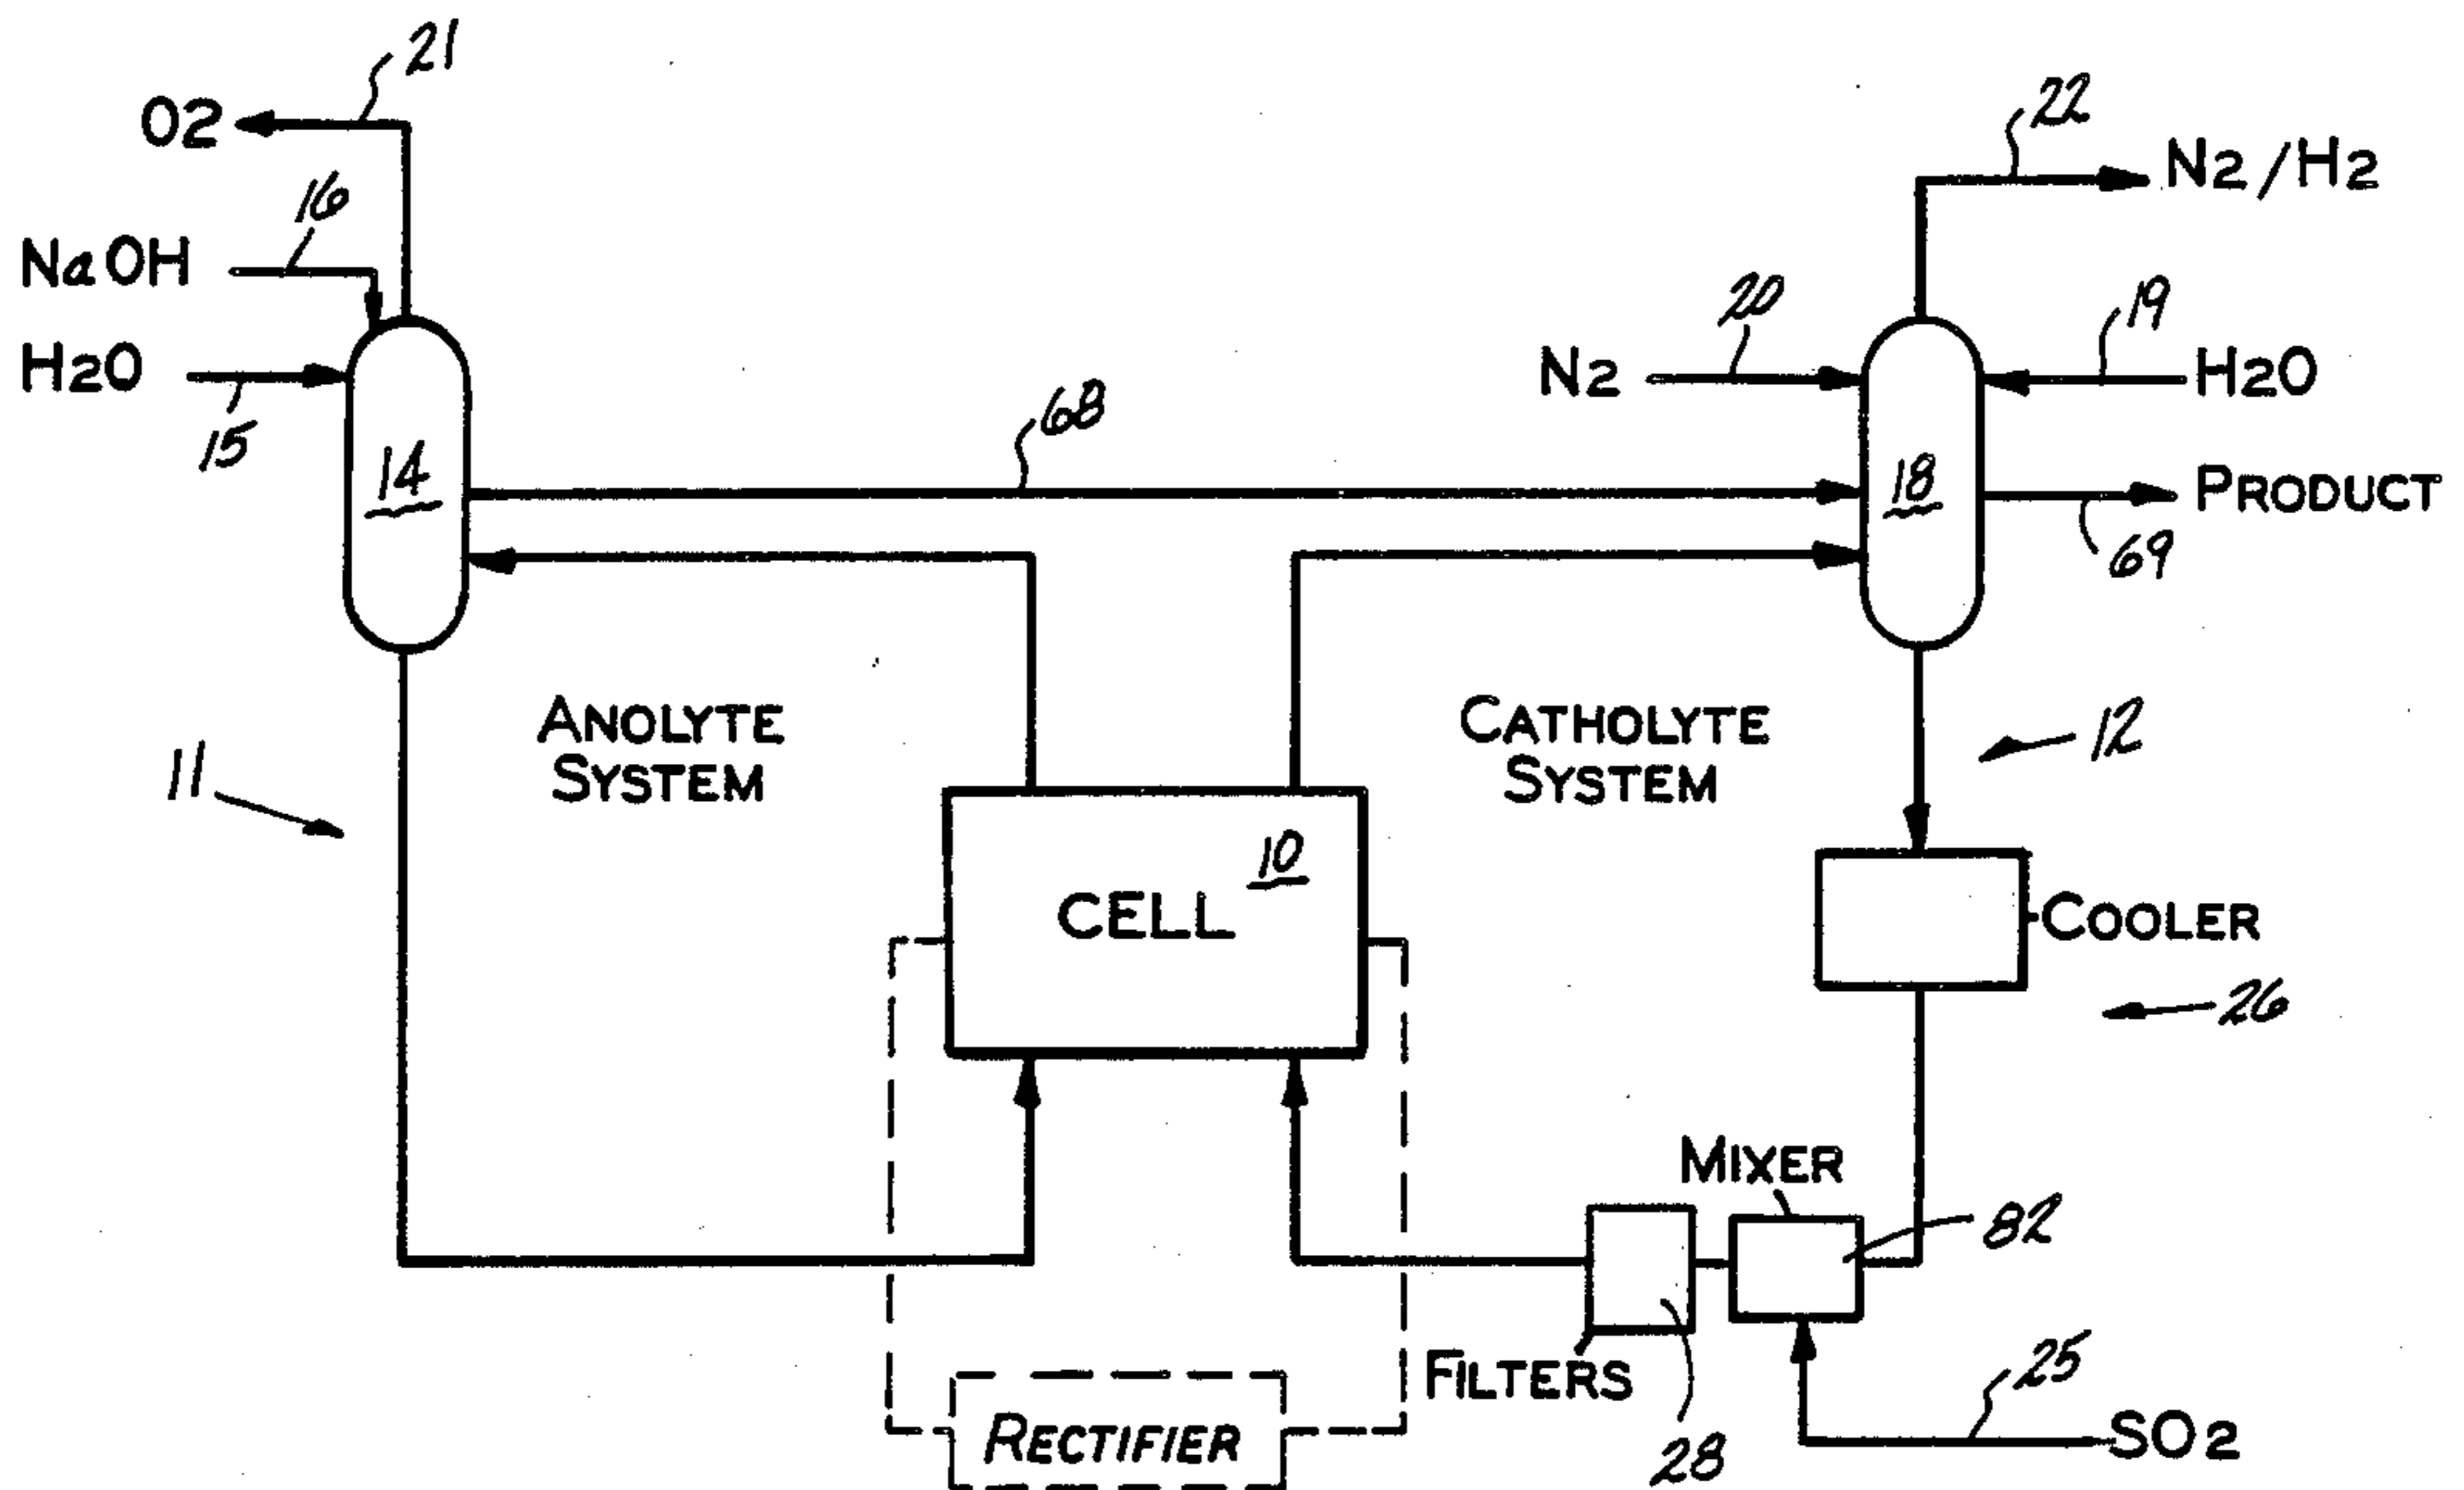 21
O2
22
N2/H2
16
NaOH
20
19
H2O
N2
H2O
15
68
14
18
PRODUCT
69
ANOLYTE
SYSTEM
CATHOLYTE
SYSTEM
12
11
10
CELL
COOLER
26
MIXER
82
FILTERS
25
RECTIFIER
28
SO2